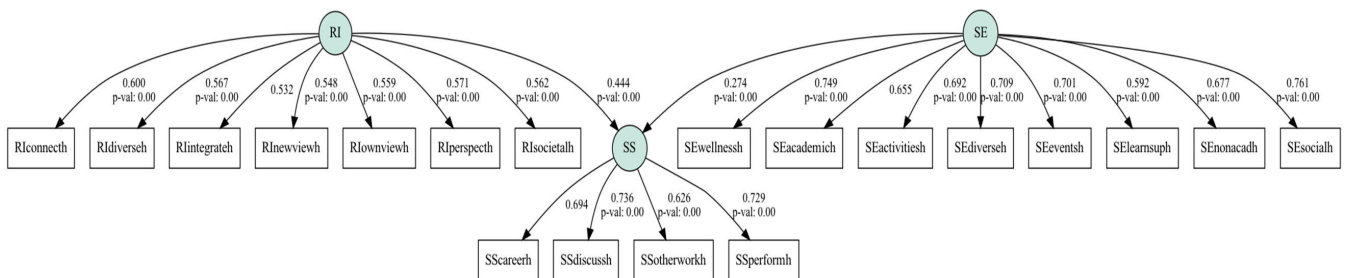 RI
SE
0.600
p-val: 0.00
0.567
p-val: 0.00
0.532
0.548
p-val: 0.00
0.559
p-val: 0.00
0.571
p-val: 0.00
0.562
p-val: 0.00
0.444
p-val: 0.00
0.274
p-val: 0.00
0.749
p-val: 0.00
0.655
0.692
p-val: 0.00
0.709
p-val: 0.00
0.701
p-val: 0.00
0.592
p-val: 0.00
0.677
p-val: 0.00
0.761
p-val: 0.00
RIconnecth
RIdiverseh
RIintegrateh
RInewviewh
RIownviewh
RIperspecth
RIsocietalh
SS
SEwellnessh
SEacademich
SEactivitiesh
SEdiverseh
SEeventsh
SElearnsuph
SEnonacadh
SEsocialh
0.694
0.736
p-val: 0.00
0.626
p-val: 0.00
0.729
p-val: 0.00
SScareerh
SSdiscussh
SSotherworkh
SSperformh